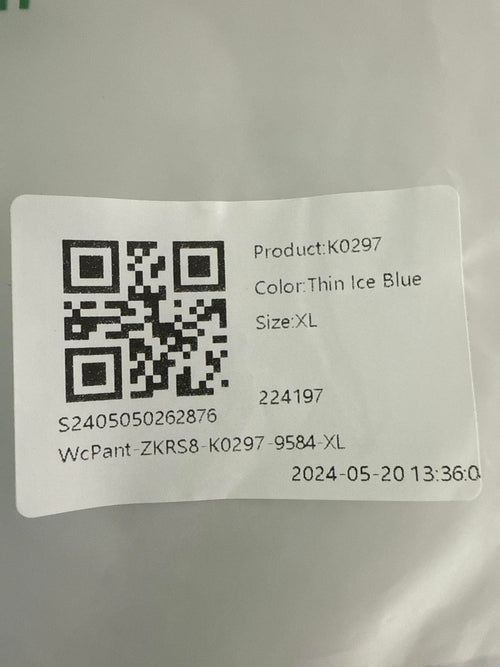 Product:K0297
Color:Thin Ice Blue
Size:XL
224197
S2405050262876
WcPant-ZKRS8-K0297-9584-XL
2024-05-20 13:36:0